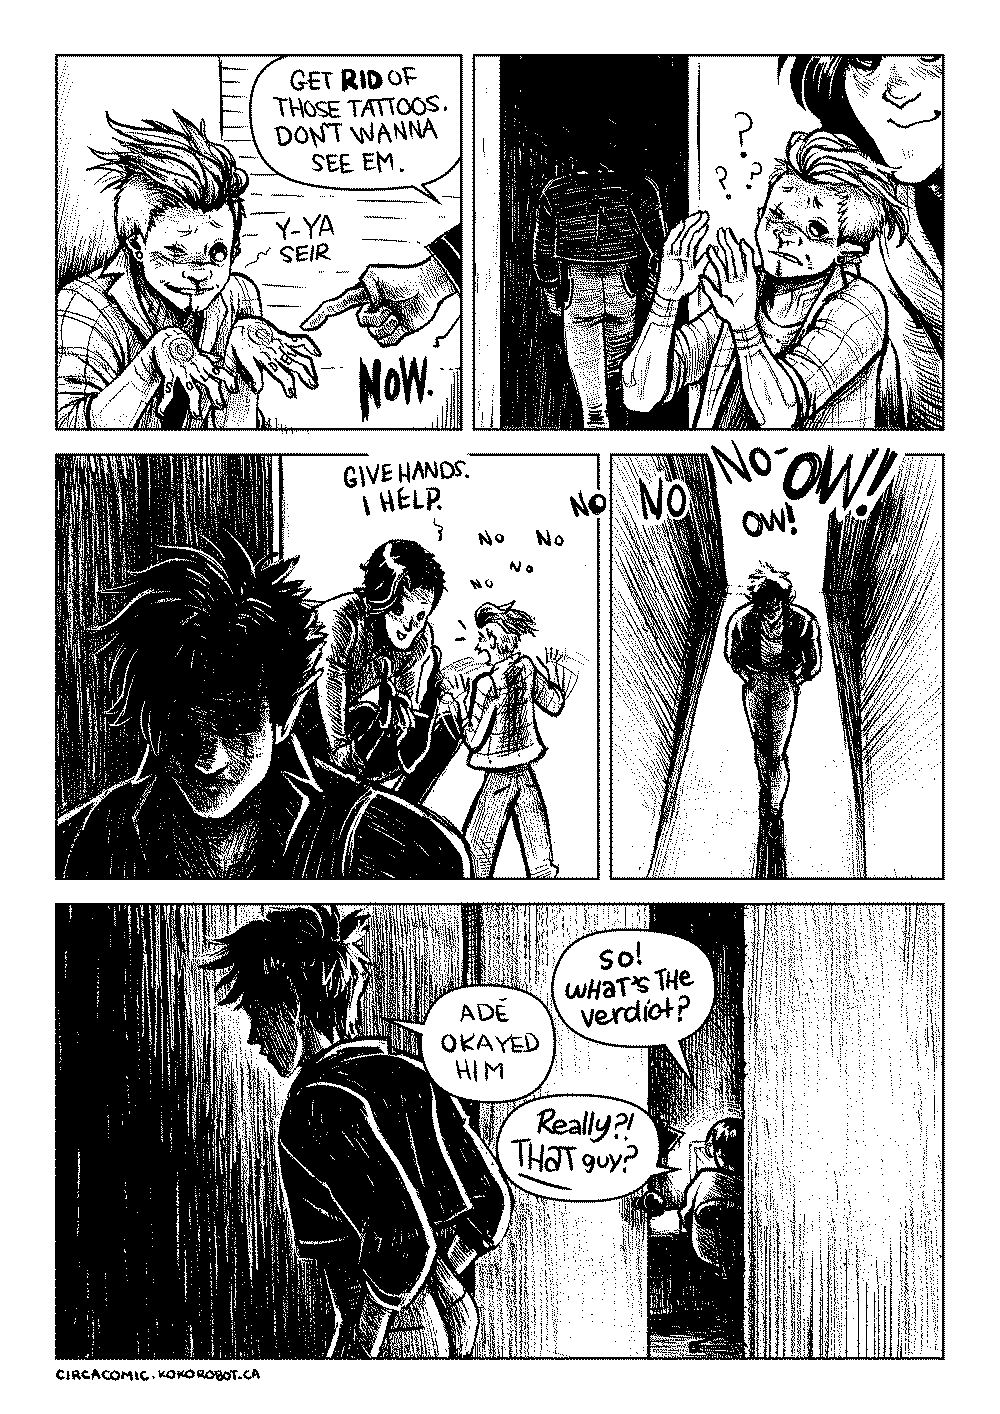 GET RID OF
THOSE TATTOOS.
DON'T WANNA
SEE EM.
Y-YA
SEIR
NOW.
?
? ?
GIVE HANDS.
I HELP.
NO NO
NO
NO
NO
NO
NO-OW!!
OW!
SO!
WHAT'S THE
verdict?
ADÉ
OKAYED
HIM
Really?!
THAT guy?
CIRCACOMIC.KOKOROBOT.CA